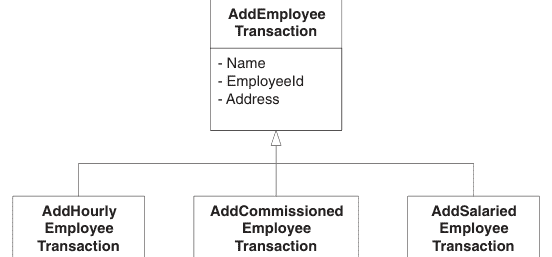 AddEmployee
Transaction
- Name
- EmployeeId
- Address
AddHourly
Employee
Transaction
AddCommissioned
Employee
Transaction
AddSalaried
Employee
Transaction